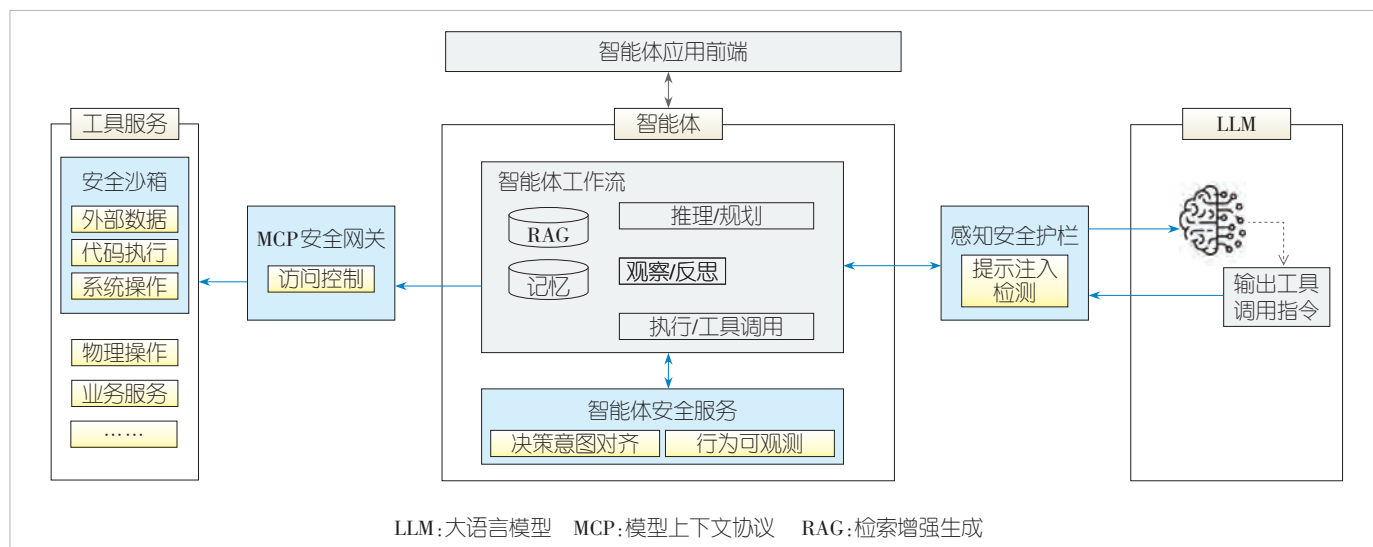 智能体应用前端
工具服务
安全沙箱
外部数据
代码执行
系统操作
物理操作
业务服务
……
MCP安全网关
访问控制
智能体
智能体工作流
RAG
记忆
推理/规划
观察/反思
执行/工具调用
智能体安全服务
决策意图对齐
行为可观测
感知安全护栏
提示注入
检测
LLM
输出工具
调用指令
LLM:大语言模型 MCP:模型上下文协议 RAG:检索增强生成